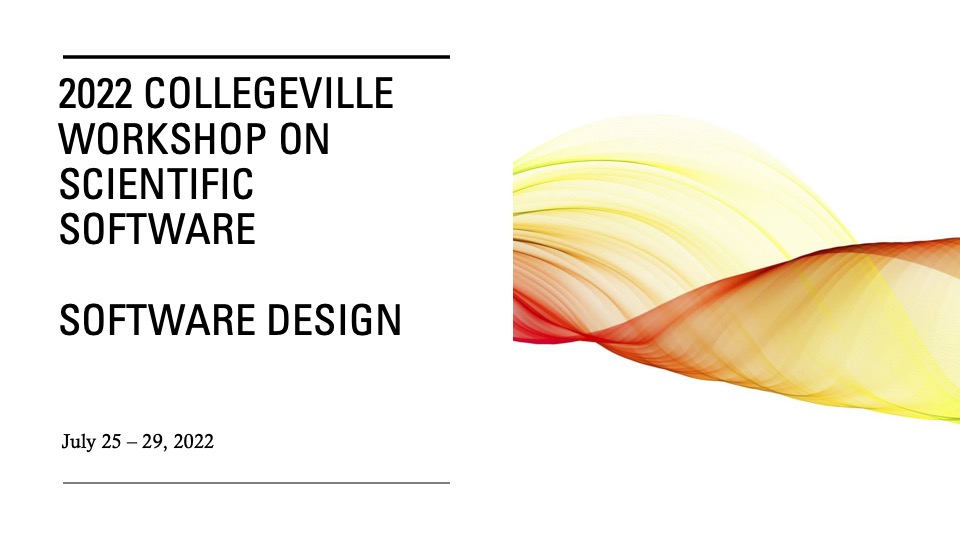 2022 COLLEGEVILLE
WORKSHOP ON
SCIENTIFIC
SOFTWARE
SOFTWARE DESIGN
July 25 – 29, 2022